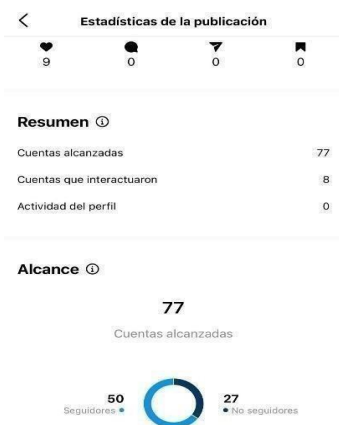 Estadísticas de la publicación
9 0 0 0
Resumen
Cuentas alcanzadas 77
Cuentas que interactuaron 8
Actividad del perfil 0
Alcance
77
Cuentas alcanzadas
50 27
Seguidores No seguidores